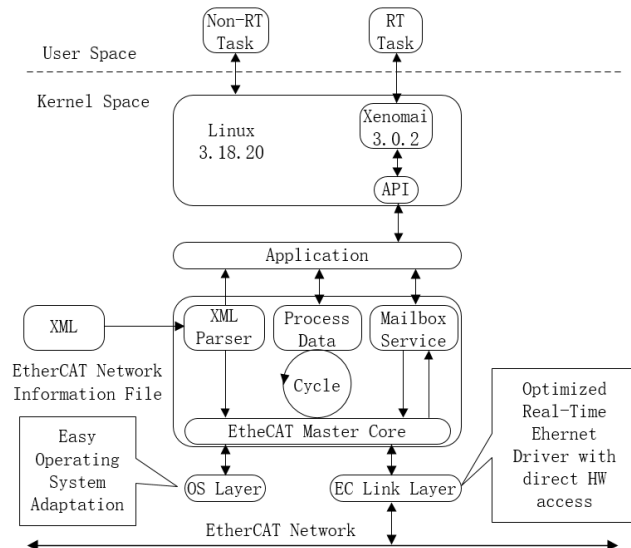 Non-RT
Task
RT
Task
User Space
Kernel Space
Linux
3.18.20
Xenomai
3.0.2
API
Application
XML
XML
Parser
Process
Data
Mailbox
Service
EtherCAT Network
Information File
Cycle
EtheCAT Master Core
Easy
Operating
System
Adaptation
OS Layer
EC Link Layer
Optimized
Real-Time
Ehernet
Driver with
direct HW
access
EtherCAT Network